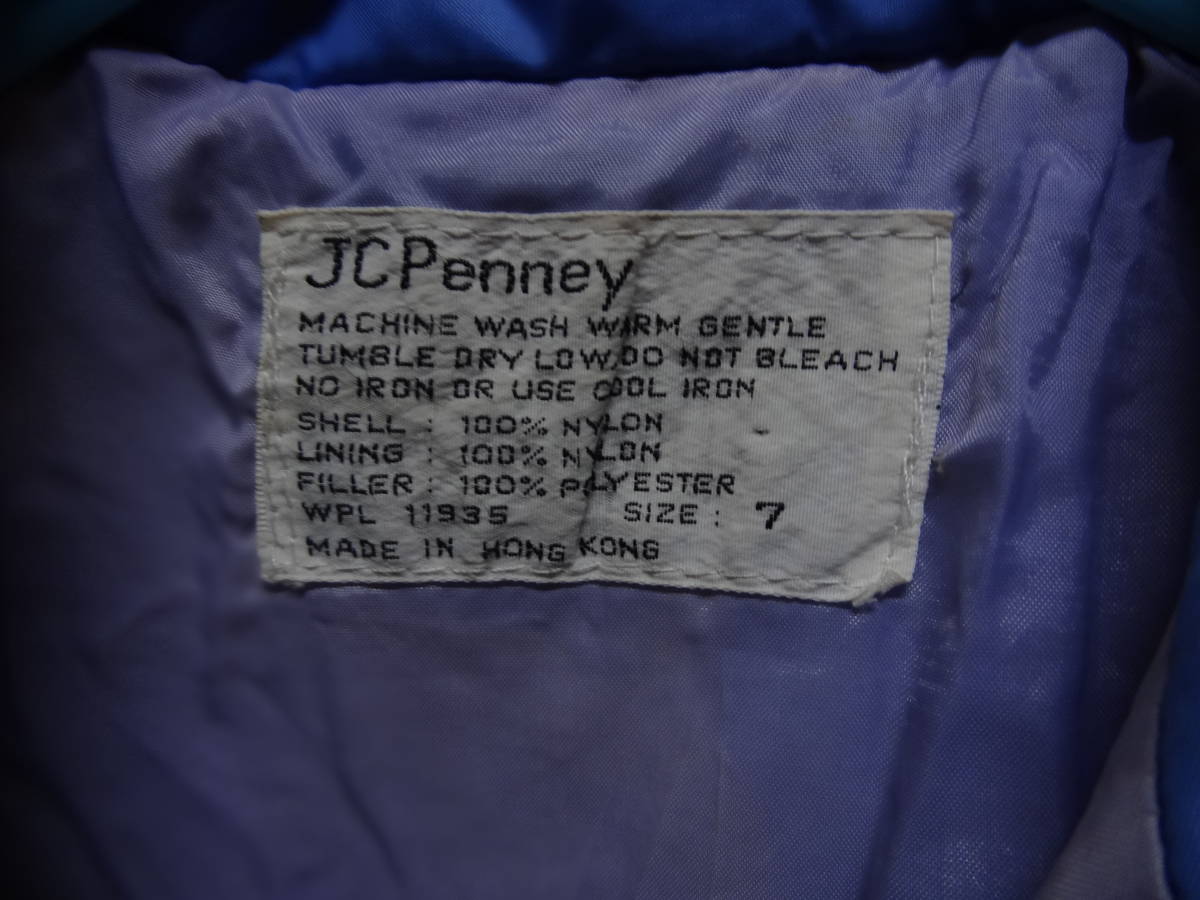 JCPenney
MACHINE WASH WARM GENTLE
TUMBLE DRY LOW, DO NOT BLEACH
NO IRON OR USE COOL IRON
SHELL : 100% NYLON
LINING : 100% NYLON
FILLER : 100% POLYESTER
WPL 11935 SIZE : 7
MADE IN HONG KONG